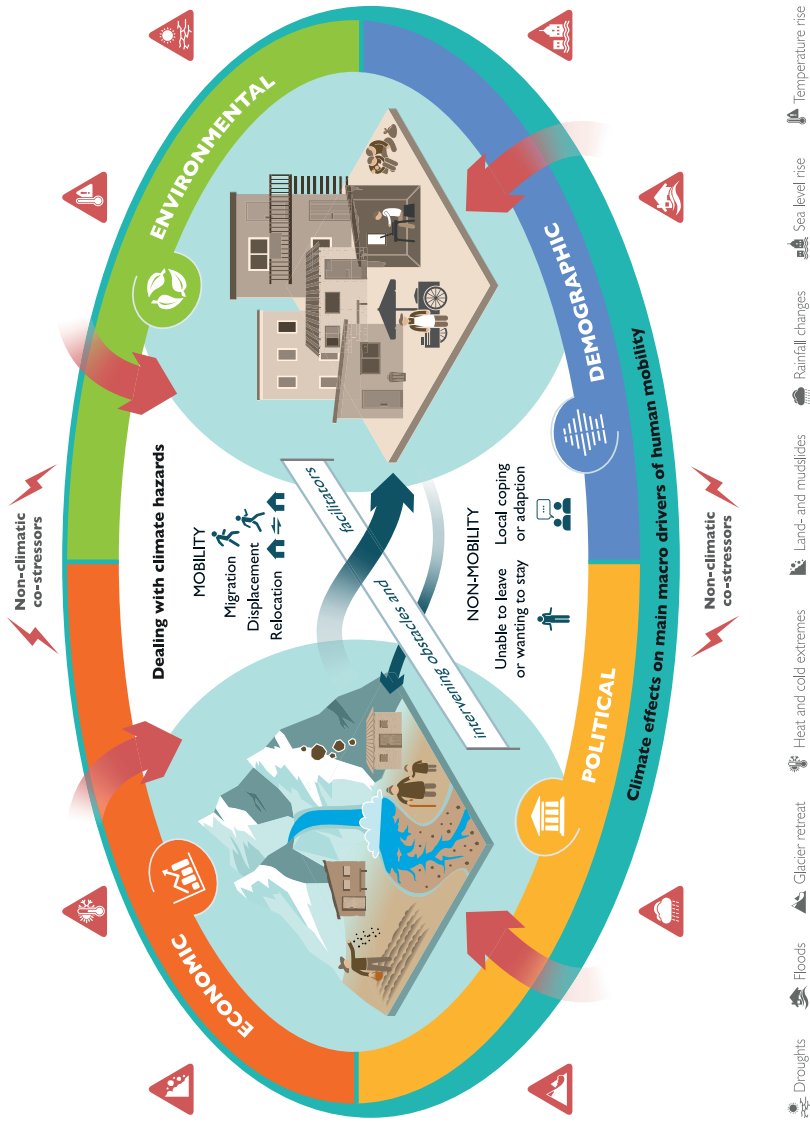 Non-climatic
co-stressors
ECONOMIC
ENVIRONMENTAL
Dealing with climate hazards
MOBILITY
Migration
Displacement
Relocation
intervening obstacles and facilitators
NON-MOBILITY
Unable to leave
or wanting to stay
Local coping
or adaption
POLITICAL
DEMOGRAPHIC
Climate effects on main macro drivers of human mobility
Non-climatic
co-stressors
Droughts
Floods
Glacier retreat
Heat and cold extremes
Land- and mudslides
Rainfall changes
Sea level rise
Temperature rise